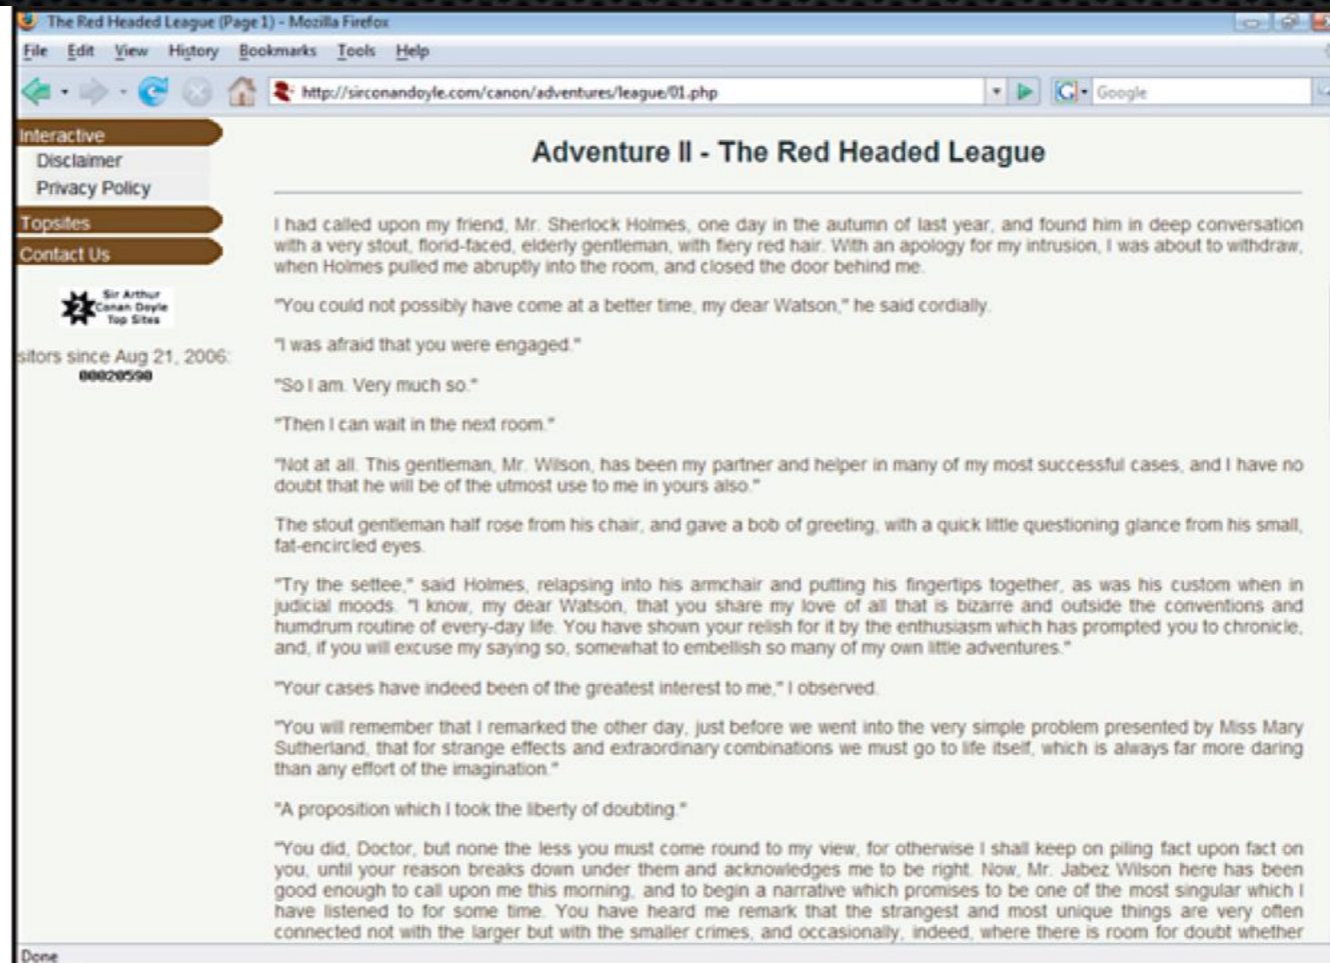 The Red Headed League (Page 1) - Mozilla Firefox
File Edit View History Bookmarks Tools Help
http://sirconandoyle.com/canon/adventures/league/01.php
Google
Interactive
Disclaimer
Privacy Policy
Topsites
Contact Us
2
Sir Arthur
Conan Doyle
Top Sites
sitors since Aug 21, 2006:
00020590
Adventure II - The Red Headed League
I had called upon my friend, Mr. Sherlock Holmes, one day in the autumn of last year, and found him in deep conversation
with a very stout, florid-faced, elderly gentleman, with fiery red hair. With an apology for my intrusion, I was about to withdraw,
when Holmes pulled me abruptly into the room, and closed the door behind me.
"You could not possibly have come at a better time, my dear Watson," he said cordially.
"I was afraid that you were engaged."
"So I am. Very much so."
"Then I can wait in the next room."
"Not at all. This gentleman, Mr. Wilson, has been my partner and helper in many of my most successful cases, and I have no
doubt that he will be of the utmost use to me in yours also."
The stout gentleman half rose from his chair, and gave a bob of greeting, with a quick little questioning glance from his small,
fat-encircled eyes.
"Try the settee," said Holmes, relapsing into his armchair and putting his fingertips together, as was his custom when in
judicial moods. "I know, my dear Watson, that you share my love of all that is bizarre and outside the conventions and
humdrum routine of every-day life. You have shown your relish for it by the enthusiasm which has prompted you to chronicle,
and, if you will excuse my saying so, somewhat to embellish so many of my own little adventures."
"Your cases have indeed been of the greatest interest to me," I observed.
"You will remember that I remarked the other day, just before we went into the very simple problem presented by Miss Mary
Sutherland, that for strange effects and extraordinary combinations we must go to life itself, which is always far more daring
than any effort of the imagination."
"A proposition which I took the liberty of doubting."
"You did, Doctor, but none the less you must come round to my view, for otherwise I shall keep on piling fact upon fact on
you, until your reason breaks down under them and acknowledges me to be right. Now, Mr. Jabez Wilson here has been
good enough to call upon me this morning, and to begin a narrative which promises to be one of the most singular which I
have listened to for some time. You have heard me remark that the strangest and most unique things are very often
connected not with the larger but with the smaller crimes, and occasionally, indeed, where there is room for doubt whether
Done